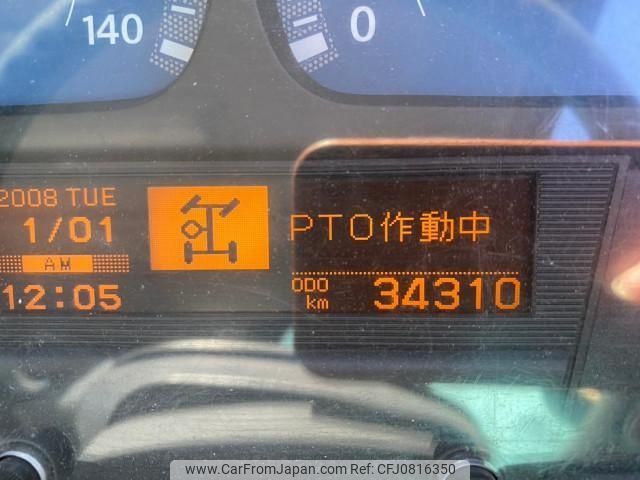 140
0
2008 TUE
1/01
AM
12:05
PTO作動中
ODO
km
34310
www.CarFromJapan.com | Ref No. CFJ0816350